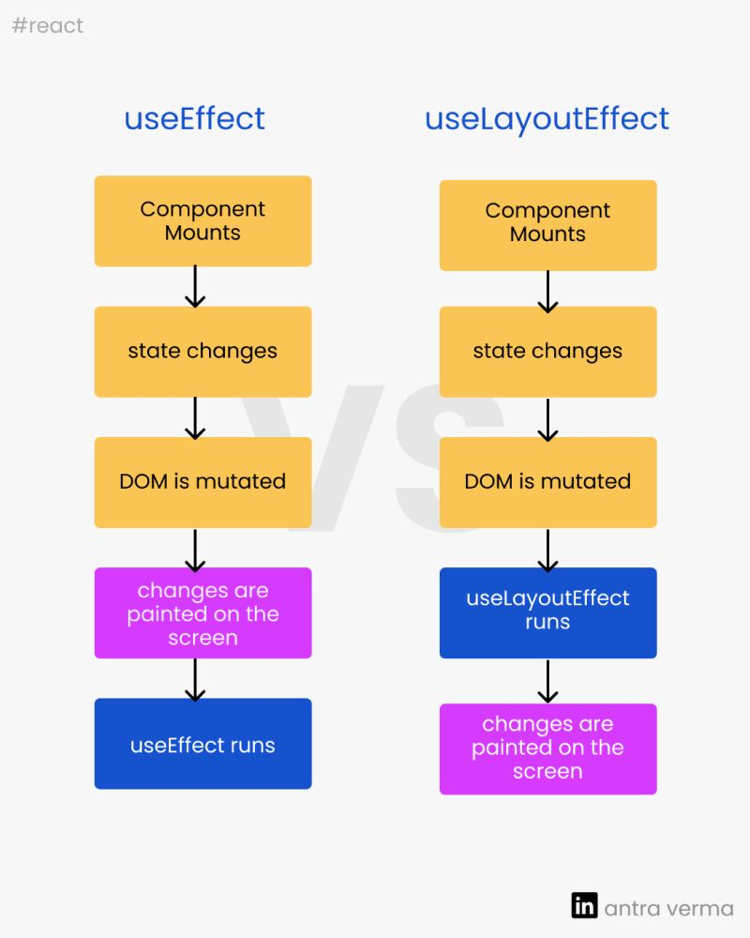 #react
useEffect
Component
Mounts
state changes
DOM is mutated
changes are
painted on the
screen
useEffect runs
VS
useLayoutEffect
Component
Mounts
state changes
DOM is mutated
useLayoutEffect
runs
changes are
painted on the
screen
in antra verma